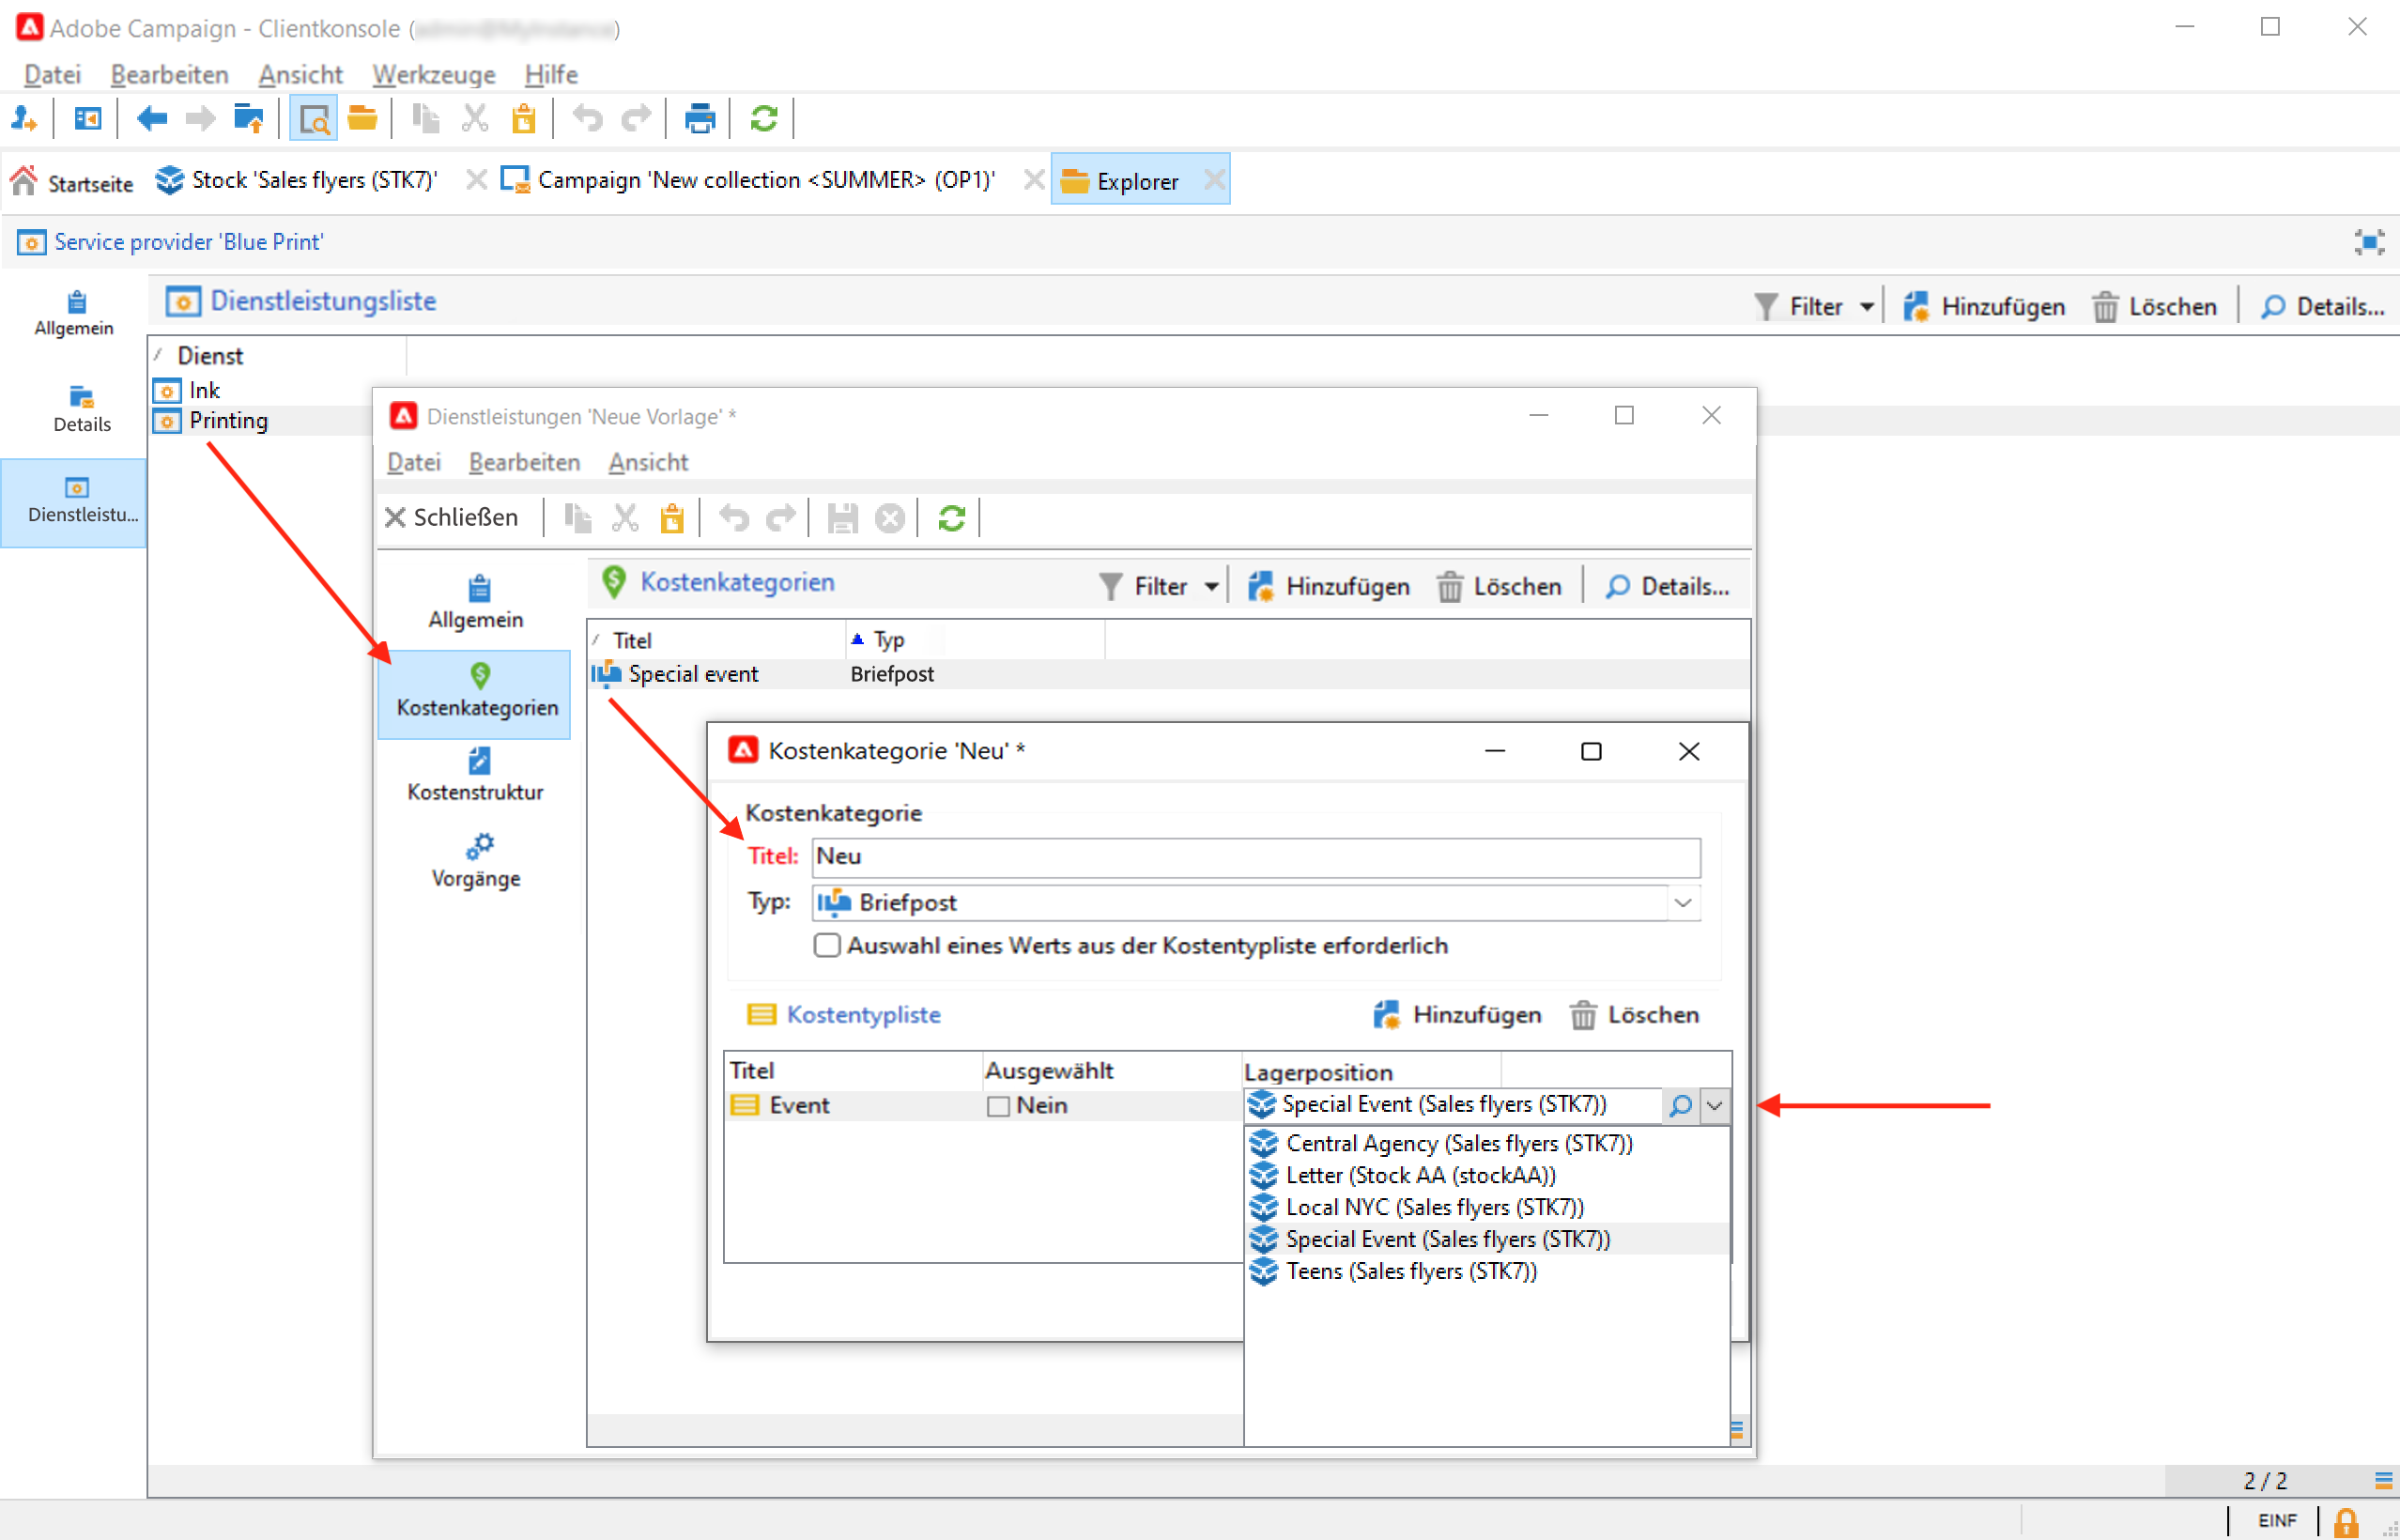 Adobe Campaign - Clientkonsole ( )
Datei Bearbeiten Ansicht Werkzeuge Hilfe
Startseite Stock 'Sales flyers (STK7)' Campaign 'New collection <SUMMER> (OP1)' Explorer
Service provider 'Blue Print'
Allgemein
Details
Dienstleistu...
Dienstleistungsliste Filter Hinzufügen Löschen Details...
Dienst
Ink
Printing
Dienstleistungen 'Neue Vorlage' *
Datei Bearbeiten Ansicht
Schließen
Allgemein
Kostenkategorien
Kostenstruktur
Vorgänge
Kostenkategorien Filter Hinzufügen Löschen Details...
Titel Typ
Special event Briefpost
Kostenkategorie 'Neu' *
Kostenkategorie
Titel: Neu
Typ: Briefpost
Auswahl eines Werts aus der Kostentypliste erforderlich
Kostentypliste Hinzufügen Löschen
Titel Ausgewählt Lagerposition
Event Nein Special Event (Sales flyers (STK7))
Central Agency (Sales flyers (STK7))
Letter (Stock AA (stockAA))
Local NYC (Sales flyers (STK7))
Special Event (Sales flyers (STK7))
Teens (Sales flyers (STK7))
2 / 2
EINF